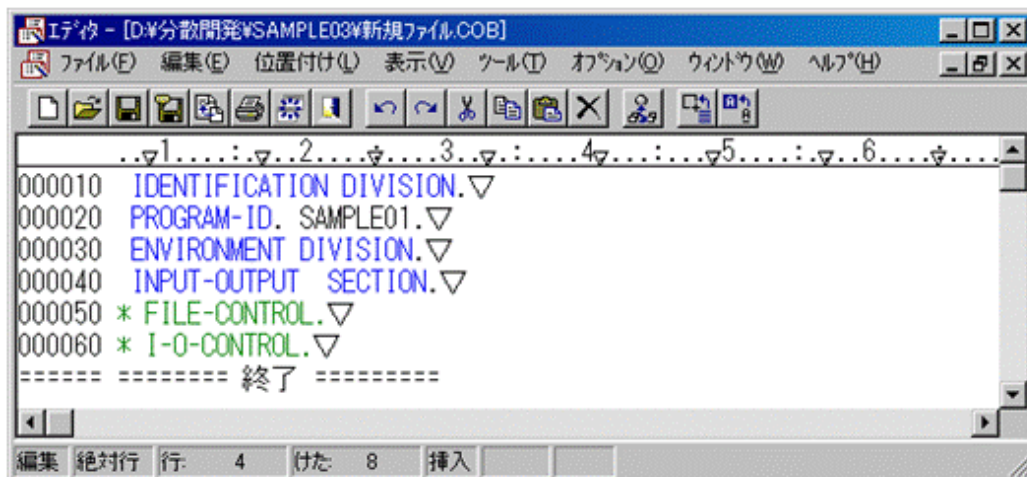 エディタ - [D:¥分散開発¥SAMPLE03¥新規ファイル.COB]
ファイル(F) 編集(E) 位置付け(L) 表示(V) ツール(T) オプション(O) ウィンドウ(W) ヘルプ(H)
..▽1....:.▽..2....▽....3..▽.:....4▽...:...▽5....:.▽..6....▽....
000010 IDENTIFICATION DIVISION.▽
000020 PROGRAM-ID. SAMPLE01.▽
000030 ENVIRONMENT DIVISION.▽
000040 INPUT-OUTPUT SECTION.▽
000050 * FILE-CONTROL.▽
000060 * I-O-CONTROL.▽
====== ======== 終了 =========
編集 絶対行 行: 4 けた: 8 挿入